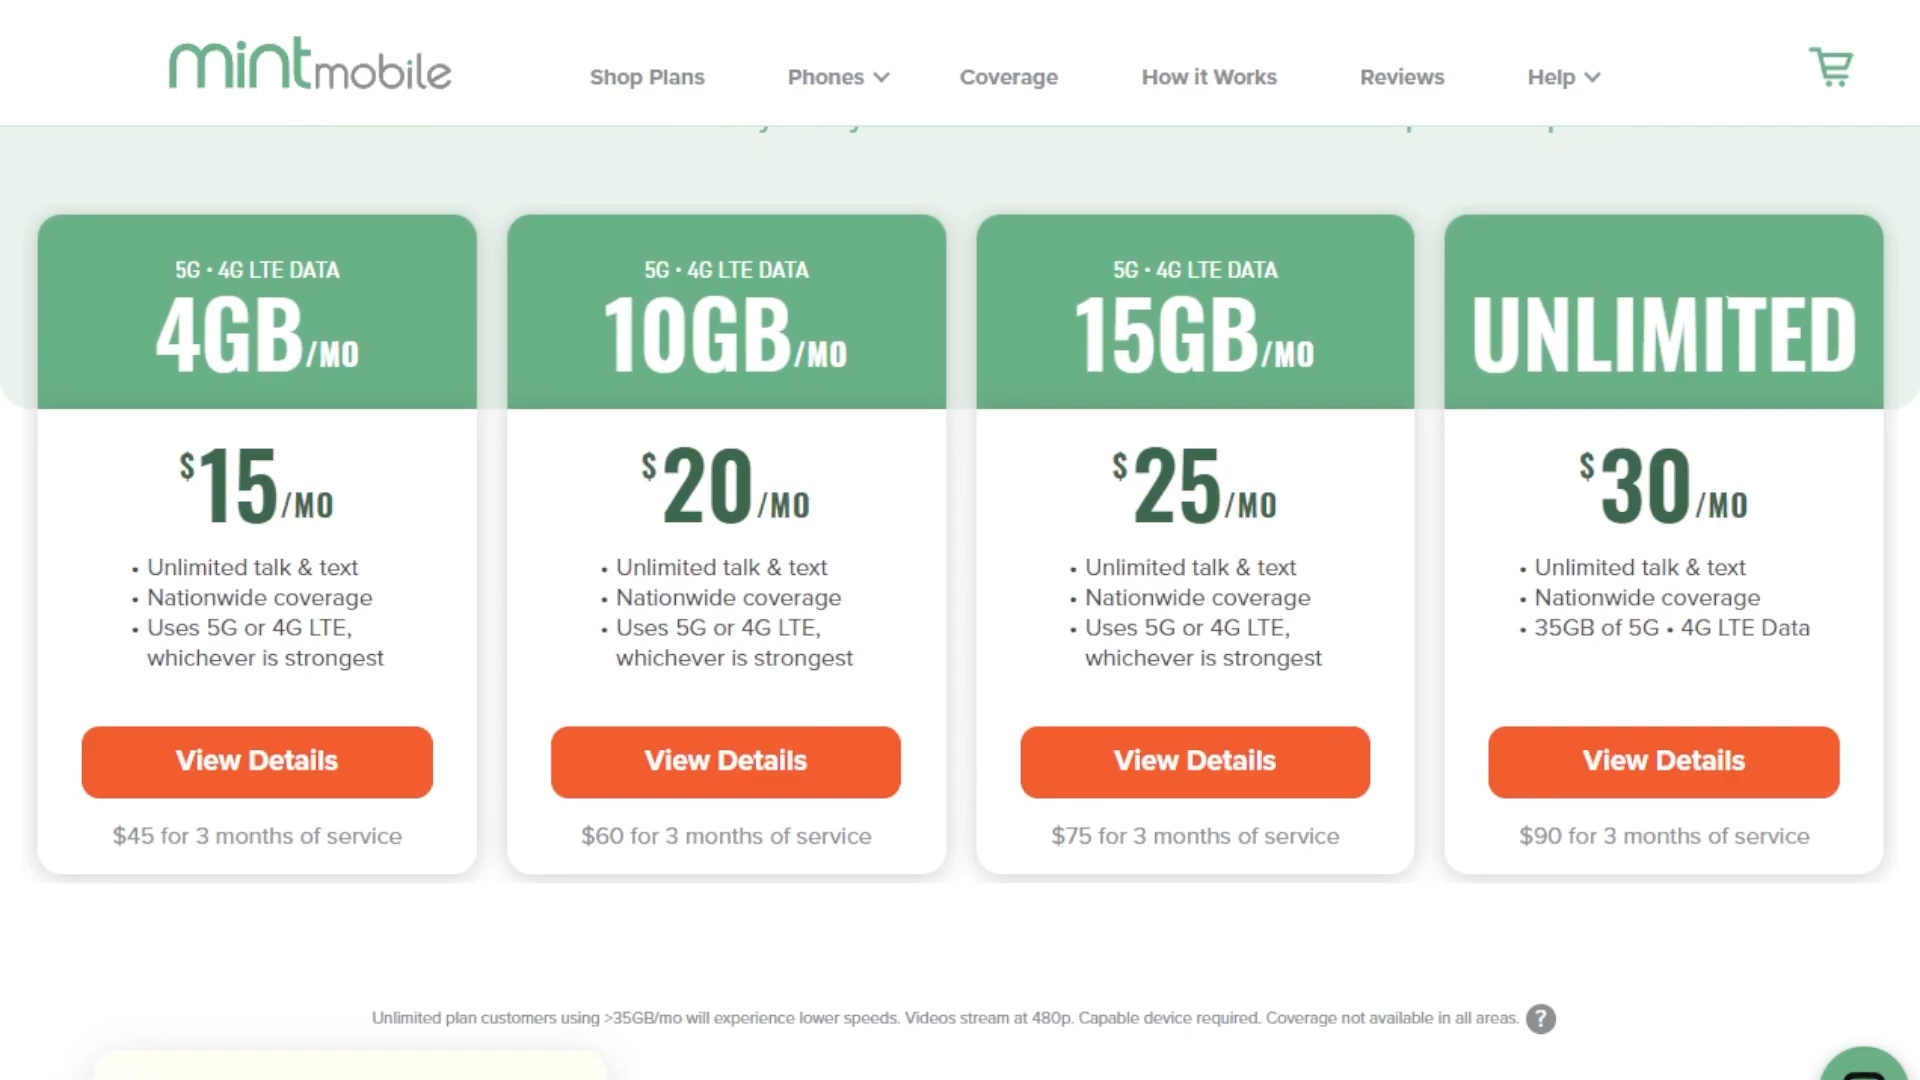 mintmobile
Shop Plans
Phones
Coverage
How it Works
Reviews
Help
5G • 4G LTE DATA
4GB/MO
$15/MO
• Unlimited talk & text
• Nationwide coverage
• Uses 5G or 4G LTE,
whichever is strongest
View Details
$45 for 3 months of service
5G • 4G LTE DATA
10GB/MO
$20/MO
• Unlimited talk & text
• Nationwide coverage
• Uses 5G or 4G LTE,
whichever is strongest
View Details
$60 for 3 months of service
5G • 4G LTE DATA
15GB/MO
$25/MO
• Unlimited talk & text
• Nationwide coverage
• Uses 5G or 4G LTE,
whichever is strongest
View Details
$75 for 3 months of service
UNLIMITED
$30/MO
• Unlimited talk & text
• Nationwide coverage
• 35GB of 5G • 4G LTE Data
View Details
$90 for 3 months of service
Unlimited plan customers using >35GB/mo will experience lower speeds. Videos stream at 480p. Capable device required. Coverage not available in all areas. ?